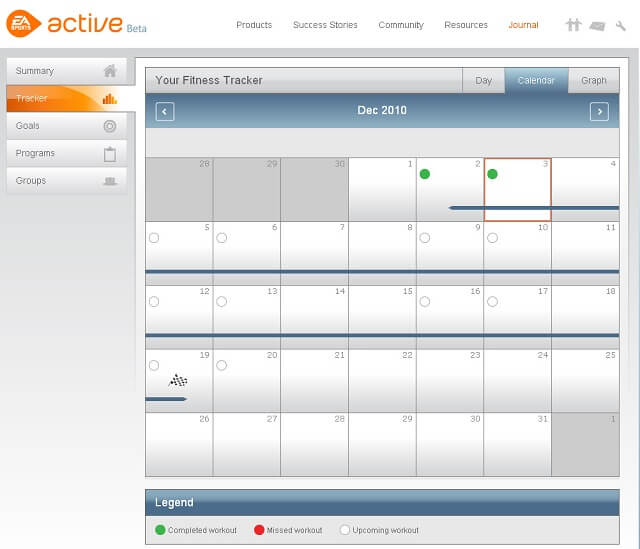 EA SPORTS active Beta
Products Success Stories Community Resources Journal
Summary
Tracker
Goals
Programs
Groups
Your Fitness Tracker Day Calendar Graph
Dec 2010
28 29 30 1 2 3 4
5 6 7 8 9 10 11
12 13 14 15 16 17 18
19 20 21 22 23 24 25
26 27 28 29 30 31 1
Legend
Completed workout Missed workout Upcoming workout